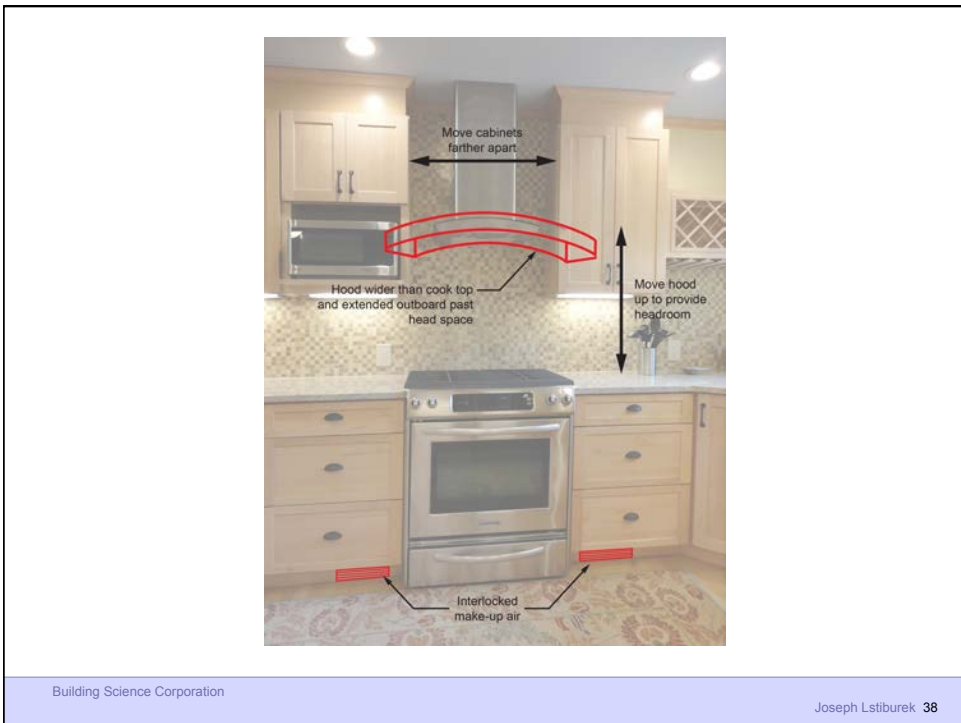 Move cabinets
farther apart
Hood wider than cook top
and extended outboard past
head space
Move hood
up to provide
headroom
Interlocked
make-up air
Building Science Corporation
Joseph Lstiburek 38